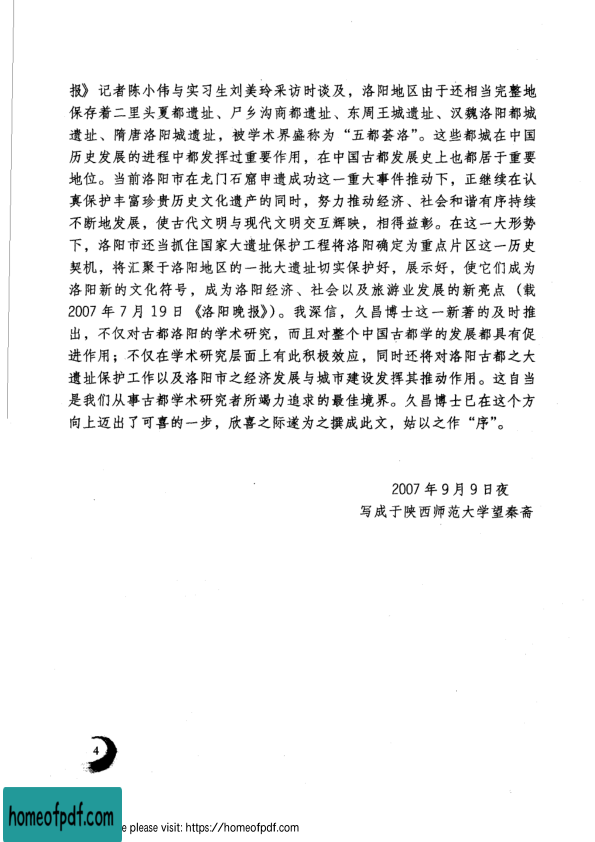 报》记者陈小伟与实习生刘美玲采访时谈及，洛阳地区由于还相当完整地
保存着二里头夏都遗址、尸乡沟商都遗址、东周王城遗址、汉魏洛阳都城
遗址、隋唐洛阳城遗址，被学术界盛称为“五都荟洛”。这些都城在中国
历史发展的进程中都发挥过重要作用，在中国古都发展史上也都居于重要
地位。当前洛阳市在龙门石窟申遗成功这一重大事件推动下，正继续在认
真保护丰富珍贵历史文化遗产的同时，努力推动经济、社会和谐有序持续
不断地发展，使古代文明与现代文明交互辉映，相得益彰。在这一大形势
下，洛阳市还当抓住国家大遗址保护工程将洛阳确定为重点片区这一历史
契机，将汇聚于洛阳地区的一批大遗址切实保护好，展示好，使它们成为
洛阳新的文化符号，成为洛阳经济、社会以及旅游业发展的新亮点（载
2007年7月19日《洛阳晚报》）。我深信，久昌博士这一新著的及时推
出，不仅对古都洛阳的学术研究，而且对整个中国古都学的发展都具有促
进作用；不仅在学术研究层面上有此积极效应，同时还将对洛阳古都之大
遗址保护工作以及洛阳市之经济发展与城市建设发挥其推动作用。这自当
是我们从事古都学术研究者所竭力追求的最佳境界。久昌博士已在这个方
向上迈出了可喜的一步，欣喜之际遂为之撰成此文，姑以之作“序”。
2007年9月9日夜
写成于陕西师范大学望秦斋
4
homeofpdf.com
e please visit: https://homeofpdf.com